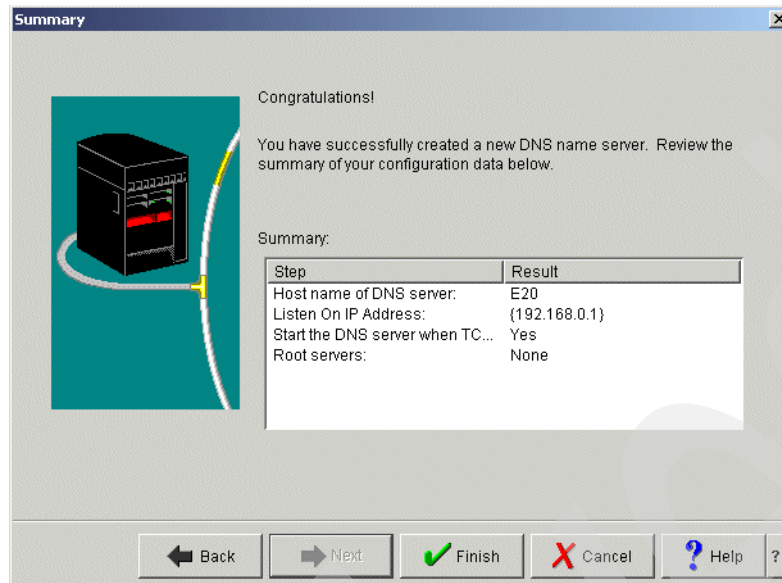 Summary
Congratulations!
You have successfully created a new DNS name server. Review the
summary of your configuration data below.
Summary:
Step Result
Host name of DNS server: E20
Listen On IP Address: {192.168.0.1}
Start the DNS server when TC... Yes
Root servers: None
Back Next Finish Cancel Help ?